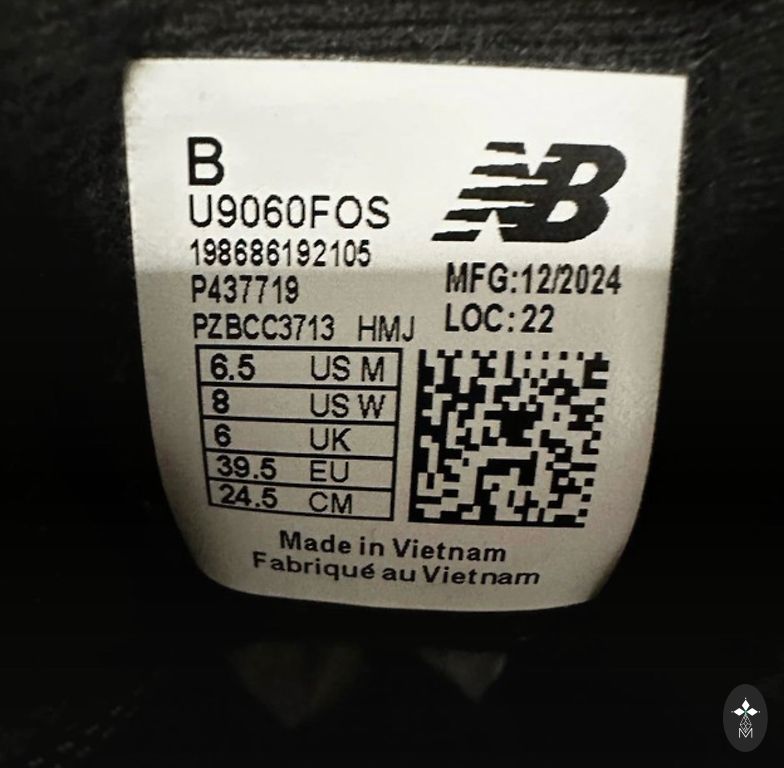 B
U9060FOS
198686192105
P437719
PZBCC3713 HMJ
NB
MFG:12/2024
LOC:22
6.5 US M
8 US W
6 UK
39.5 EU
24.5 CM
Made in Vietnam
Fabriqué au Vietnam
M